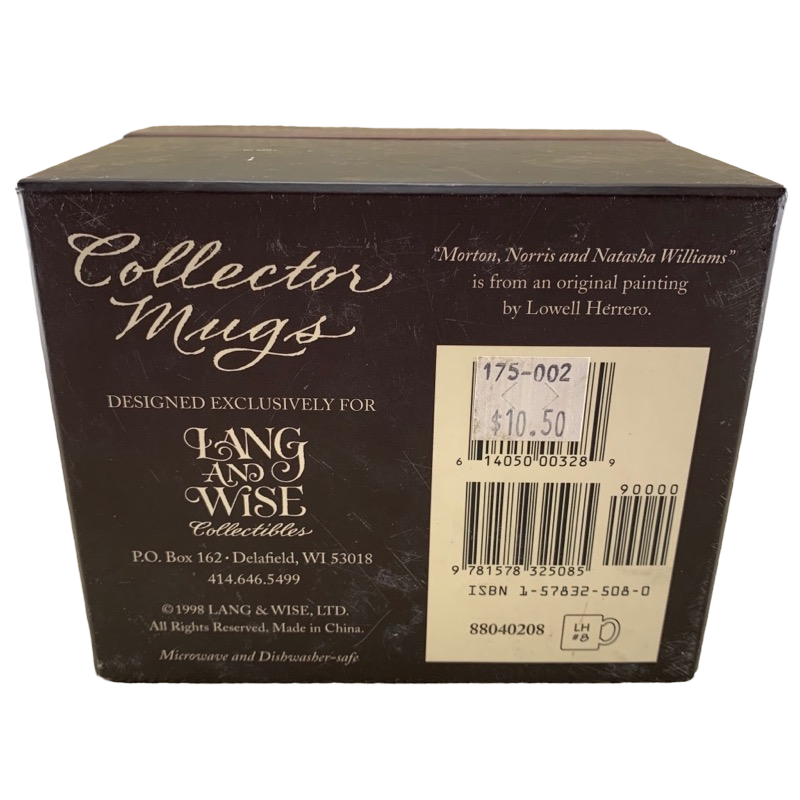 Collector
Mugs
DESIGNED EXCLUSIVELY FOR
LANG
AND
WiSE
Collectibles
P.O. Box 162 · Delafield, WI 53018
414.646.5499
©1998 LANG & WISE, LTD.
All Rights Reserved. Made in China.
Microwave and Dishwasher-safe
"Morton, Norris and Natasha Williams"
is from an original painting
by Lowell Herrero.
175-002
$10.50
6 14050 00328 9
90000
9 781578 325085
ISBN 1-57832-508-0
88040208
LH
#8